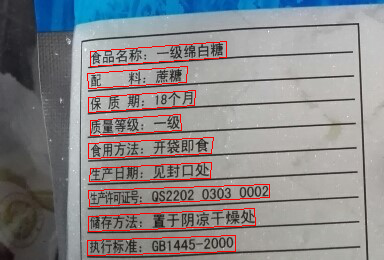 食品名称：一级绵白糖
配　　料：蔗糖
保 质 期：18个月
质量等级：一级
食用方法：开袋即食
生产日期：见封口处
生产许可证号：QS2202 0303 0002
储存方法：置于阴凉干燥处
执行标准：GB1445-2000